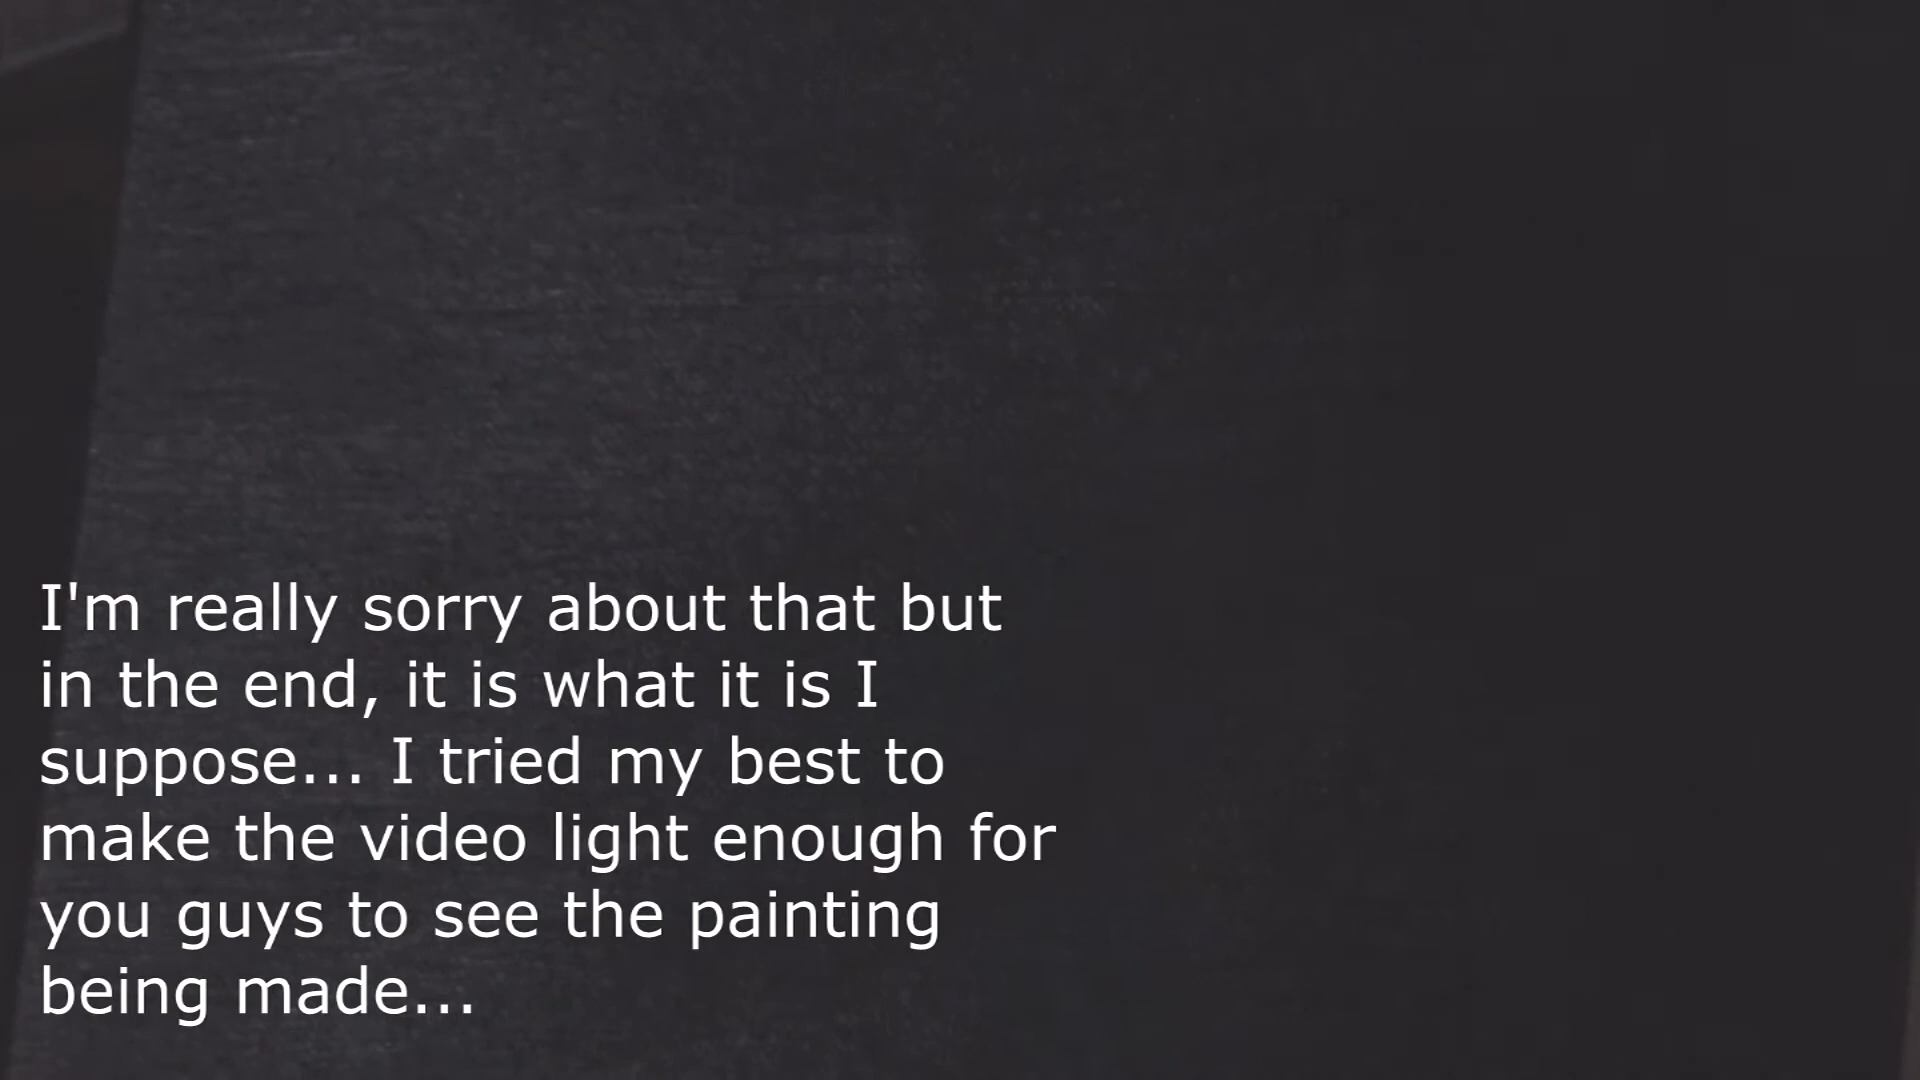 I'm really sorry about that but
in the end, it is what it is I
suppose... I tried my best to
make the video light enough for
you guys to see the painting
being made...